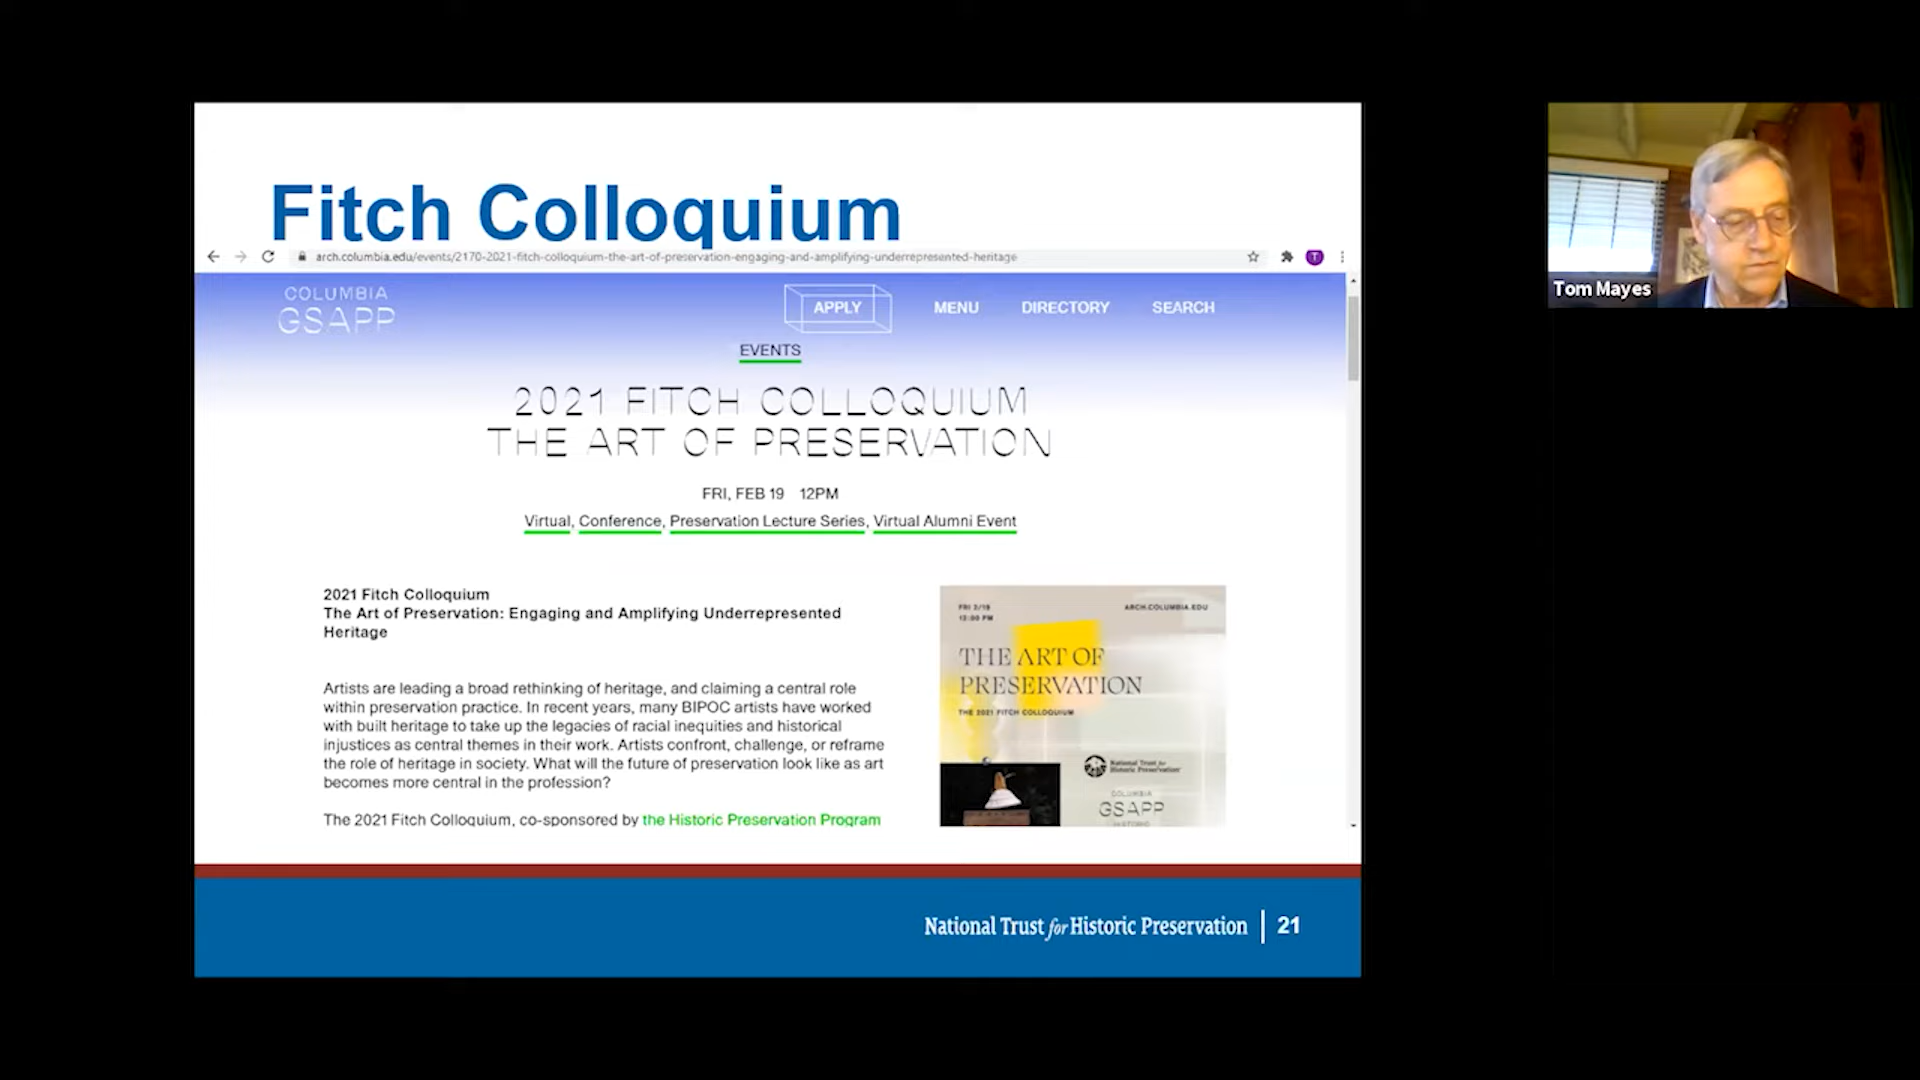 Fitch Colloquium
arch.columbia.edu/events/2170-2021-fitch-colloquium-the-art-of-preservation-engaging-and-amplifying-underrepresented-heritage
T
COLUMBIA
GSAPP
APPLY
MENU
DIRECTORY
SEARCH
EVENTS
2021 FITCH COLLOQUIUM
THE ART OF PRESERVATION
FRI, FEB 19 12PM
Virtual, Conference, Preservation Lecture Series, Virtual Alumni Event
2021 Fitch Colloquium
The Art of Preservation: Engaging and Amplifying Underrepresented
Heritage
Artists are leading a broad rethinking of heritage, and claiming a central role
within preservation practice. In recent years, many BIPOC artists have worked
with built heritage to take up the legacies of racial inequities and historical
injustices as central themes in their work. Artists confront, challenge, or reframe
the role of heritage in society. What will the future of preservation look like as art
becomes more central in the profession?
The 2021 Fitch Colloquium, co-sponsored by the Historic Preservation Program
FRI 2/19
12:00 PM
ARCH.COLUMBIA.EDU
THE ART OF
PRESERVATION
THE 2021 FITCH COLLOQUIUM
National Trust for
Historic Preservation
COLUMBIA
GSAPP
National Trust for Historic Preservation | 21
Tom Mayes